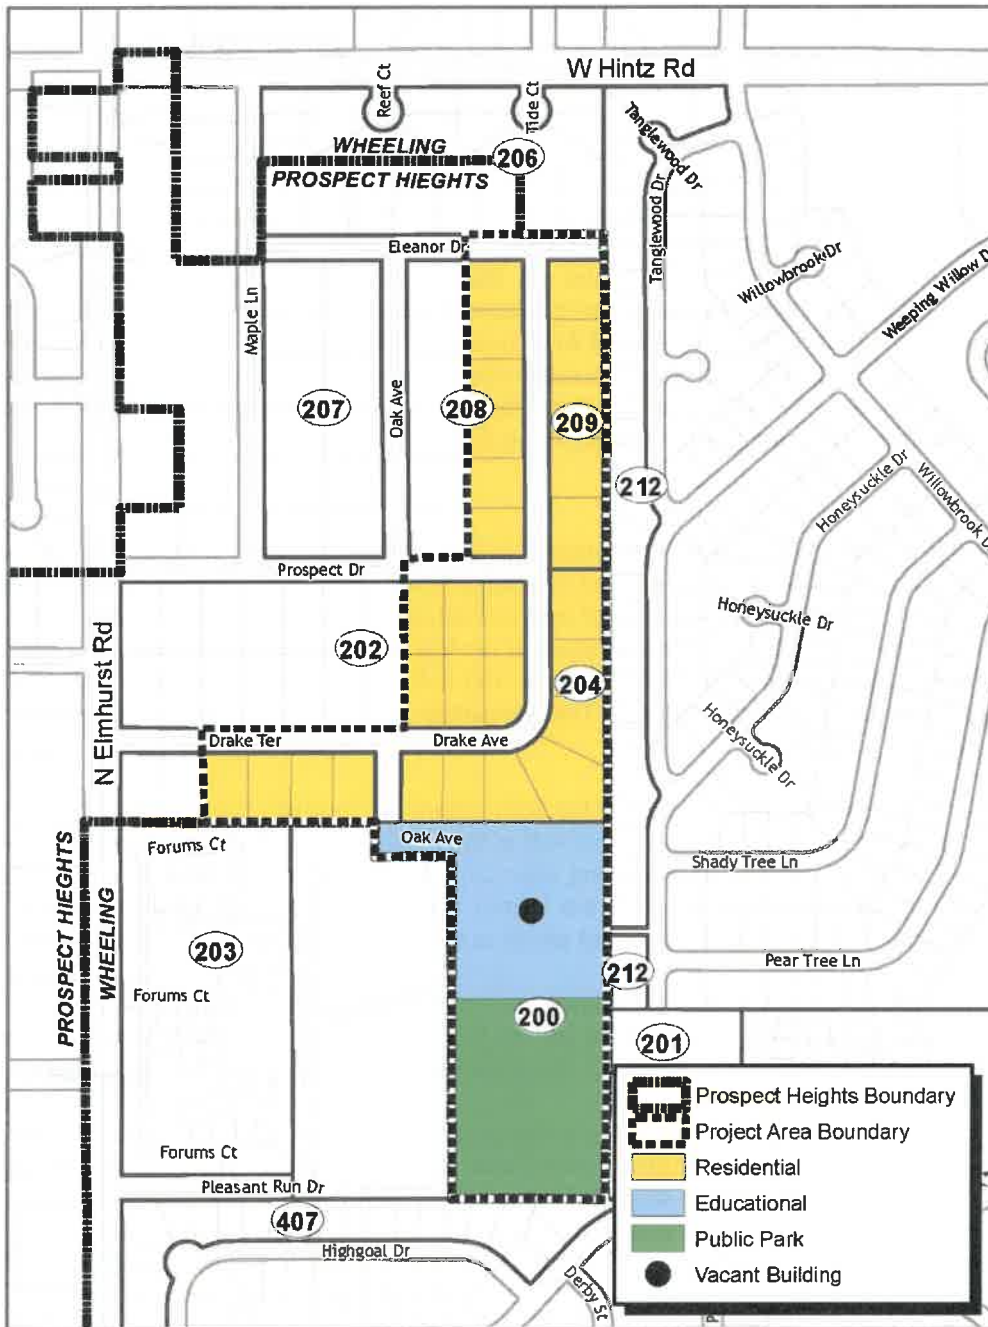 W Hintz Rd
Reef Ct
Tide Ct
Tanglewood Dr
WHEELING
206
PROSPECT HIEGHTS
Eleanor Dr
Tanglewood Dr
Willowbrook Dr
Weeping Willow D
Maple Ln
207
Oak Ave
208
209
212
Honeysuckle Dr
Willowbrook D
Prospect Dr
Honeysuckle Dr
202
204
N Elmhurst Rd
Honeysuckle Dr
Drake Ter
Drake Ave
Forums Ct
Oak Ave
Shady Tree Ln
PROSPECT HIEGHTS
WHEELING
203
Pear Tree Ln
212
Forums Ct
200
201
Forums Ct
Pleasant Run Dr
407
Highgoal Dr
Derby St
P
Prospect Heights Boundary
Project Area Boundary
Residential
Educational
Public Park
Vacant Building